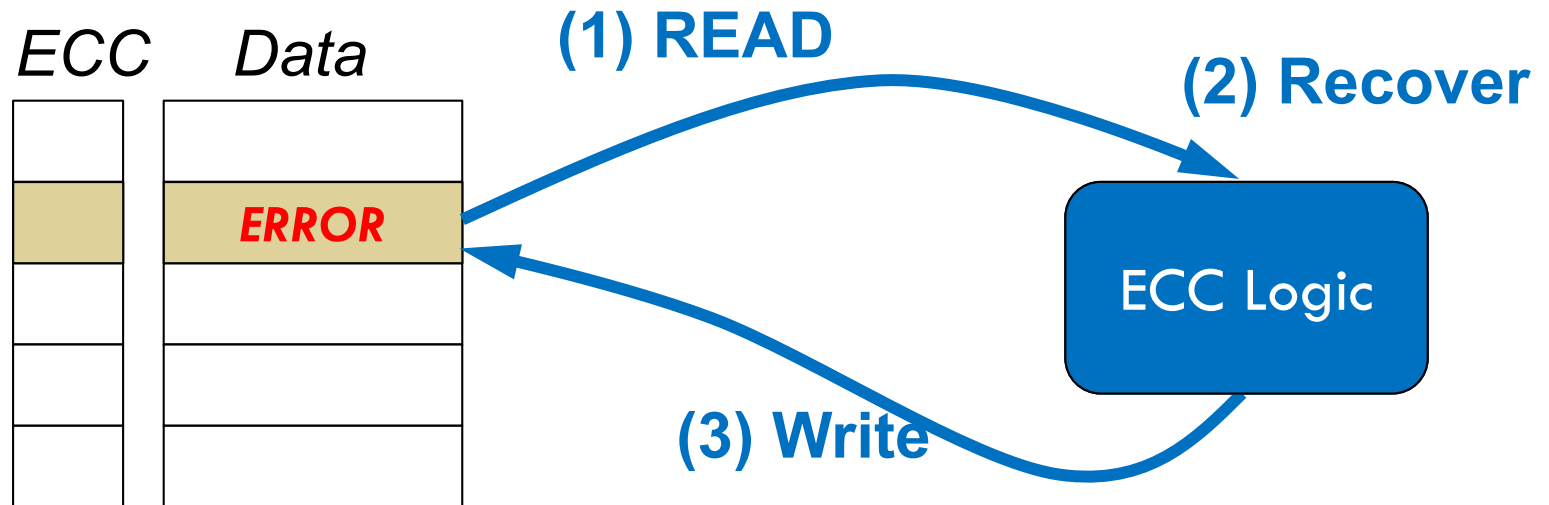 ECC Data
(1) READ
(2) Recover
ERROR
ECC Logic
(3) Write